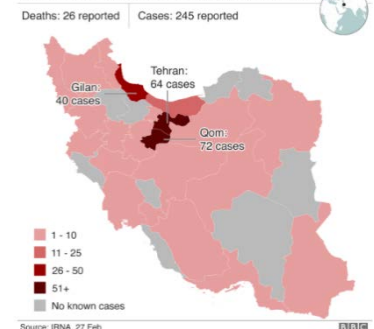 Deaths: 26 reported Cases: 245 reported
Tehran:
64 cases
Gilan:
40 cases
Qom:
72 cases
1 - 10
11 - 25
26 - 50
51+
No known cases
Source: IRNA, 27 Feb
BBC